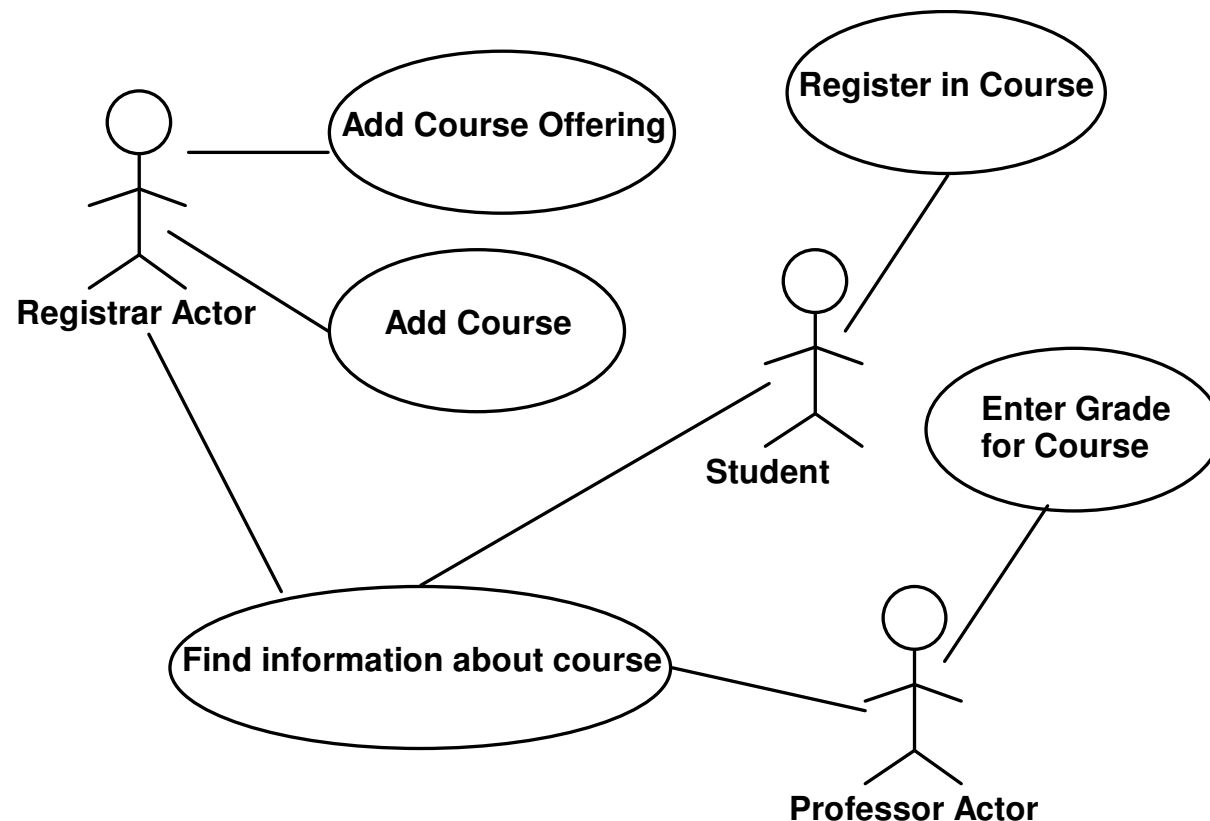 Register in Course
Add Course Offering
Registrar Actor
Add Course
Enter Grade
for Course
Student
Find information about course
Professor Actor